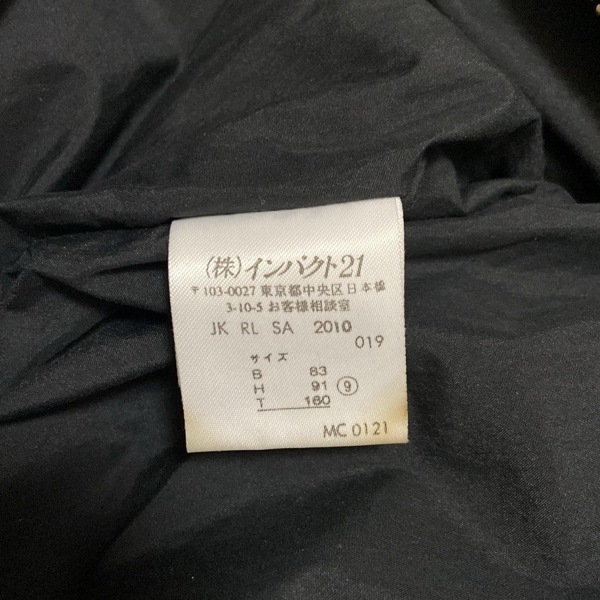 (株)インパクト21
〒103-0027 東京都中央区日本橋
3-10-5 お客様相談室
JK RL SA 2010
019
サイズ
B 83
H 91 ⑨
T 160
MC 0121